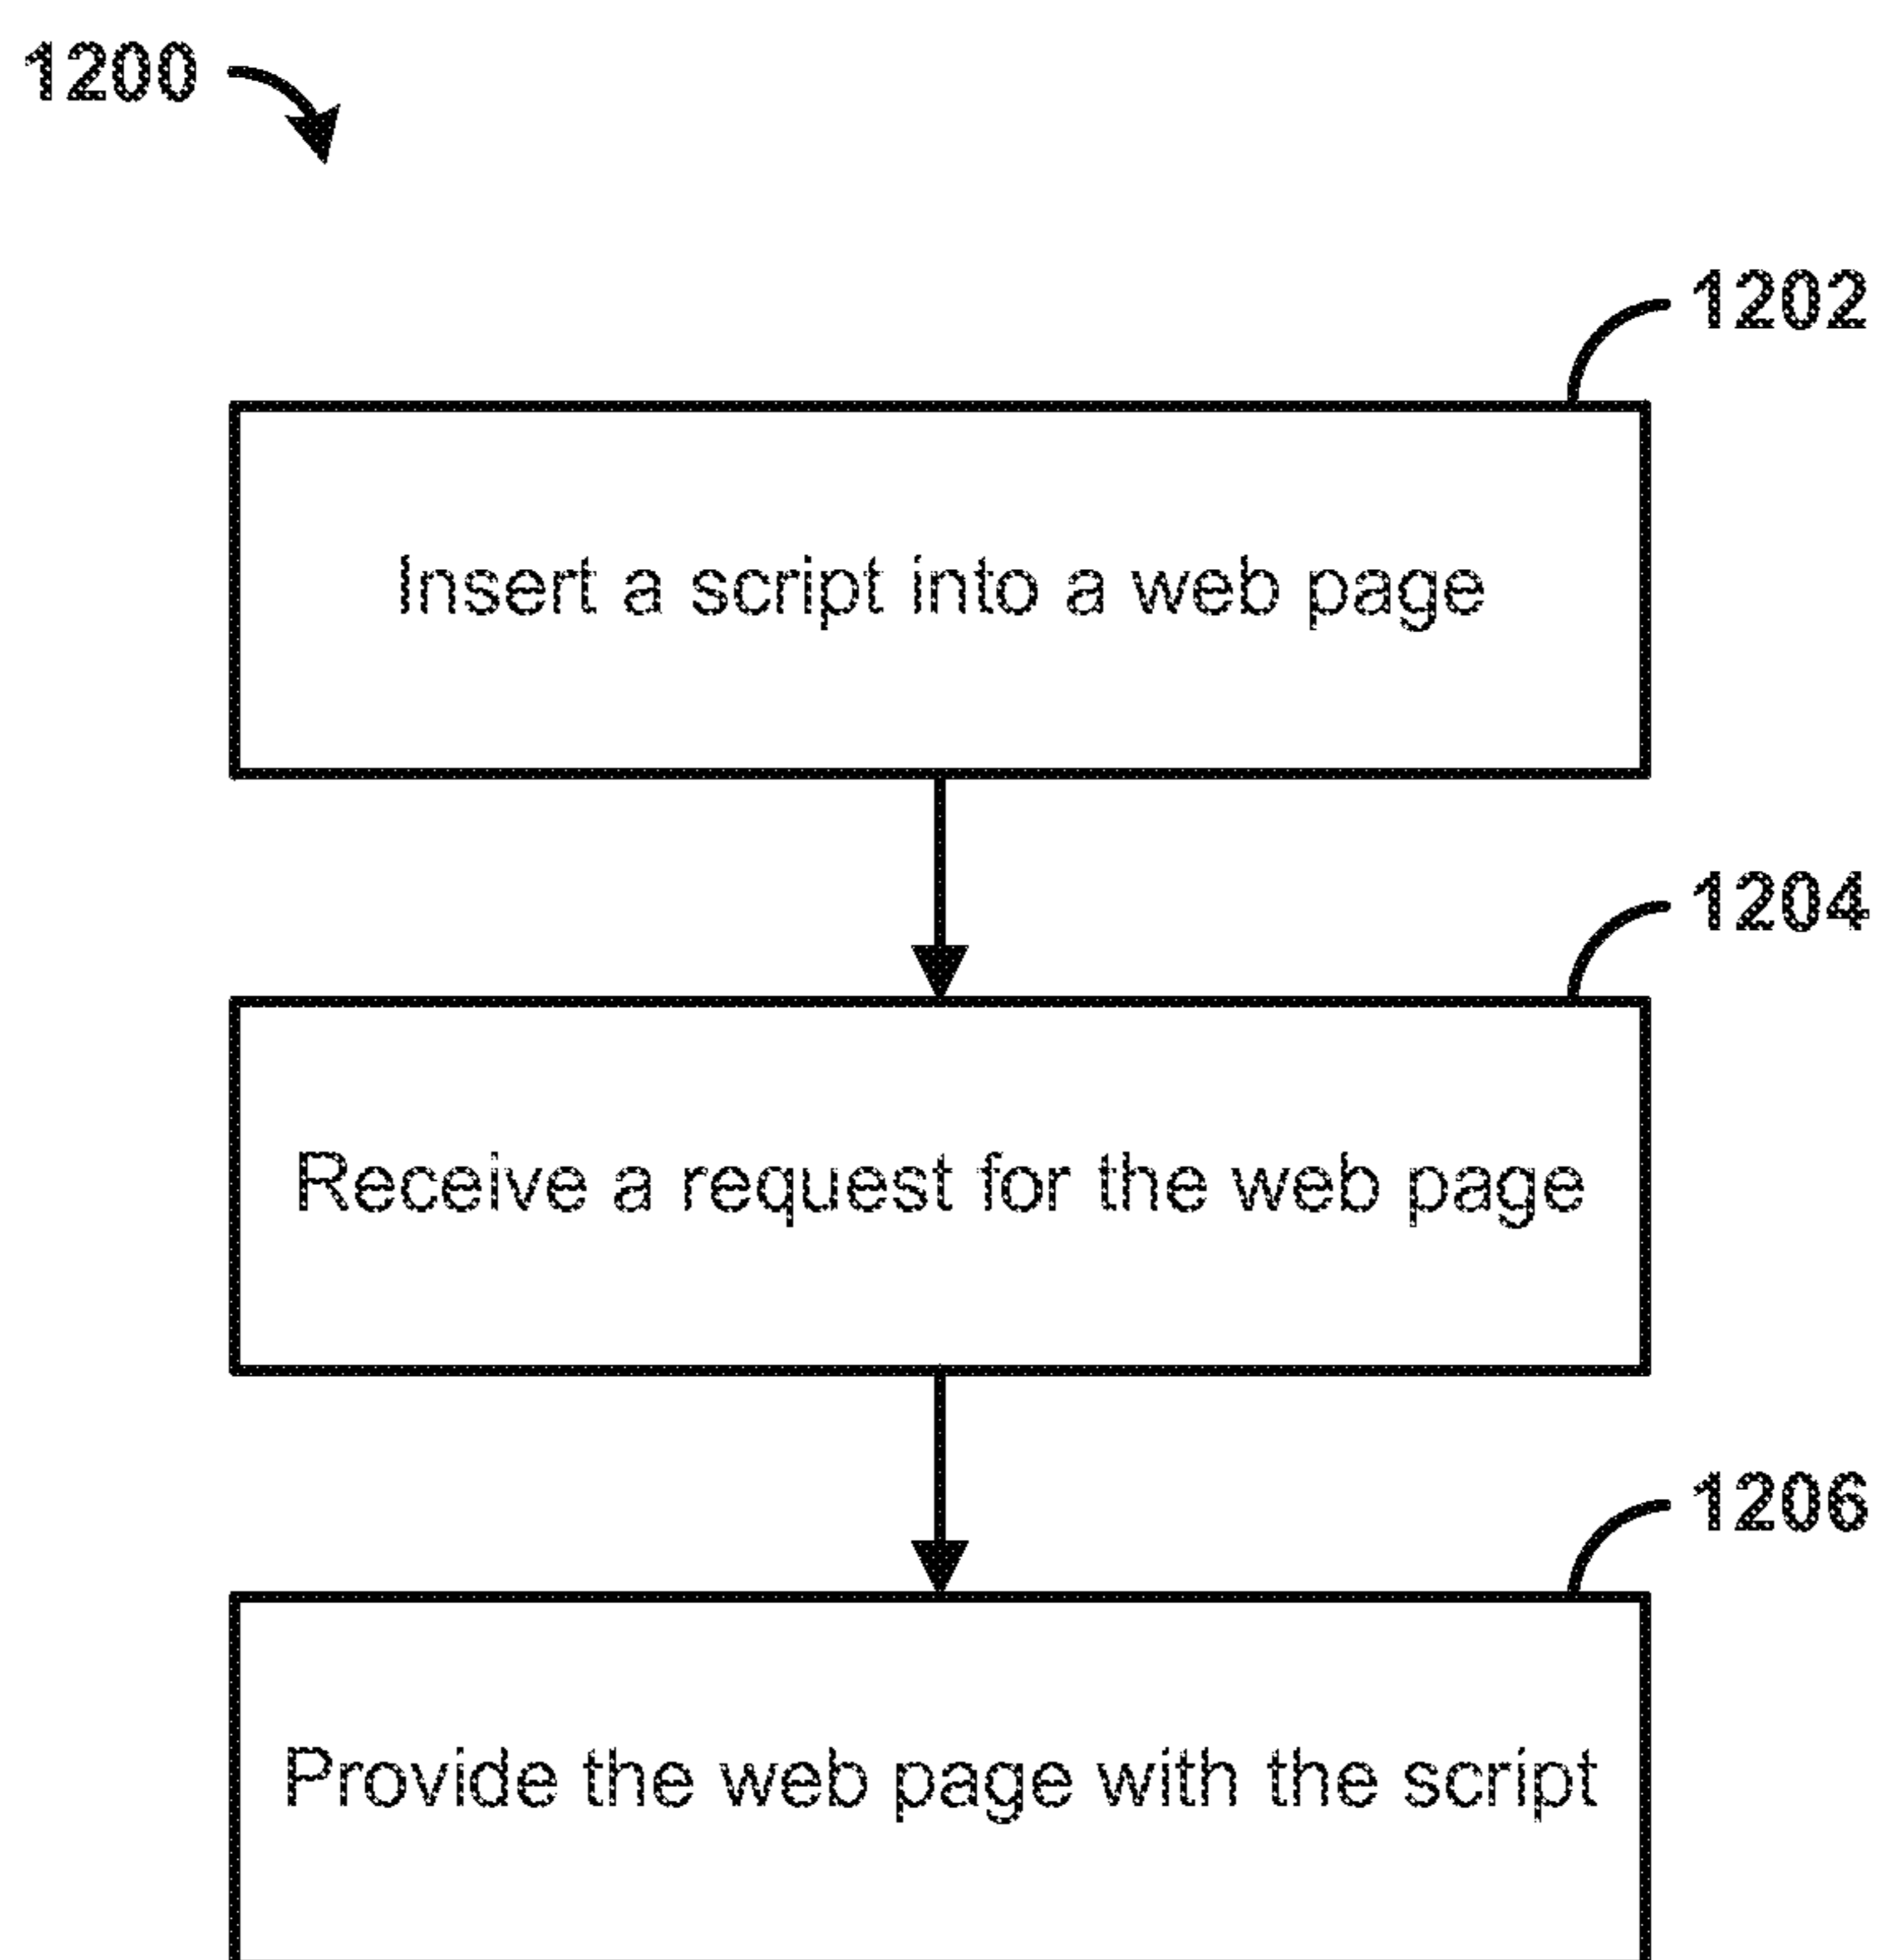 1200
1202
Insert a script into a web page
1204
Receive a request for the web page
1206
Provide the web page with the script